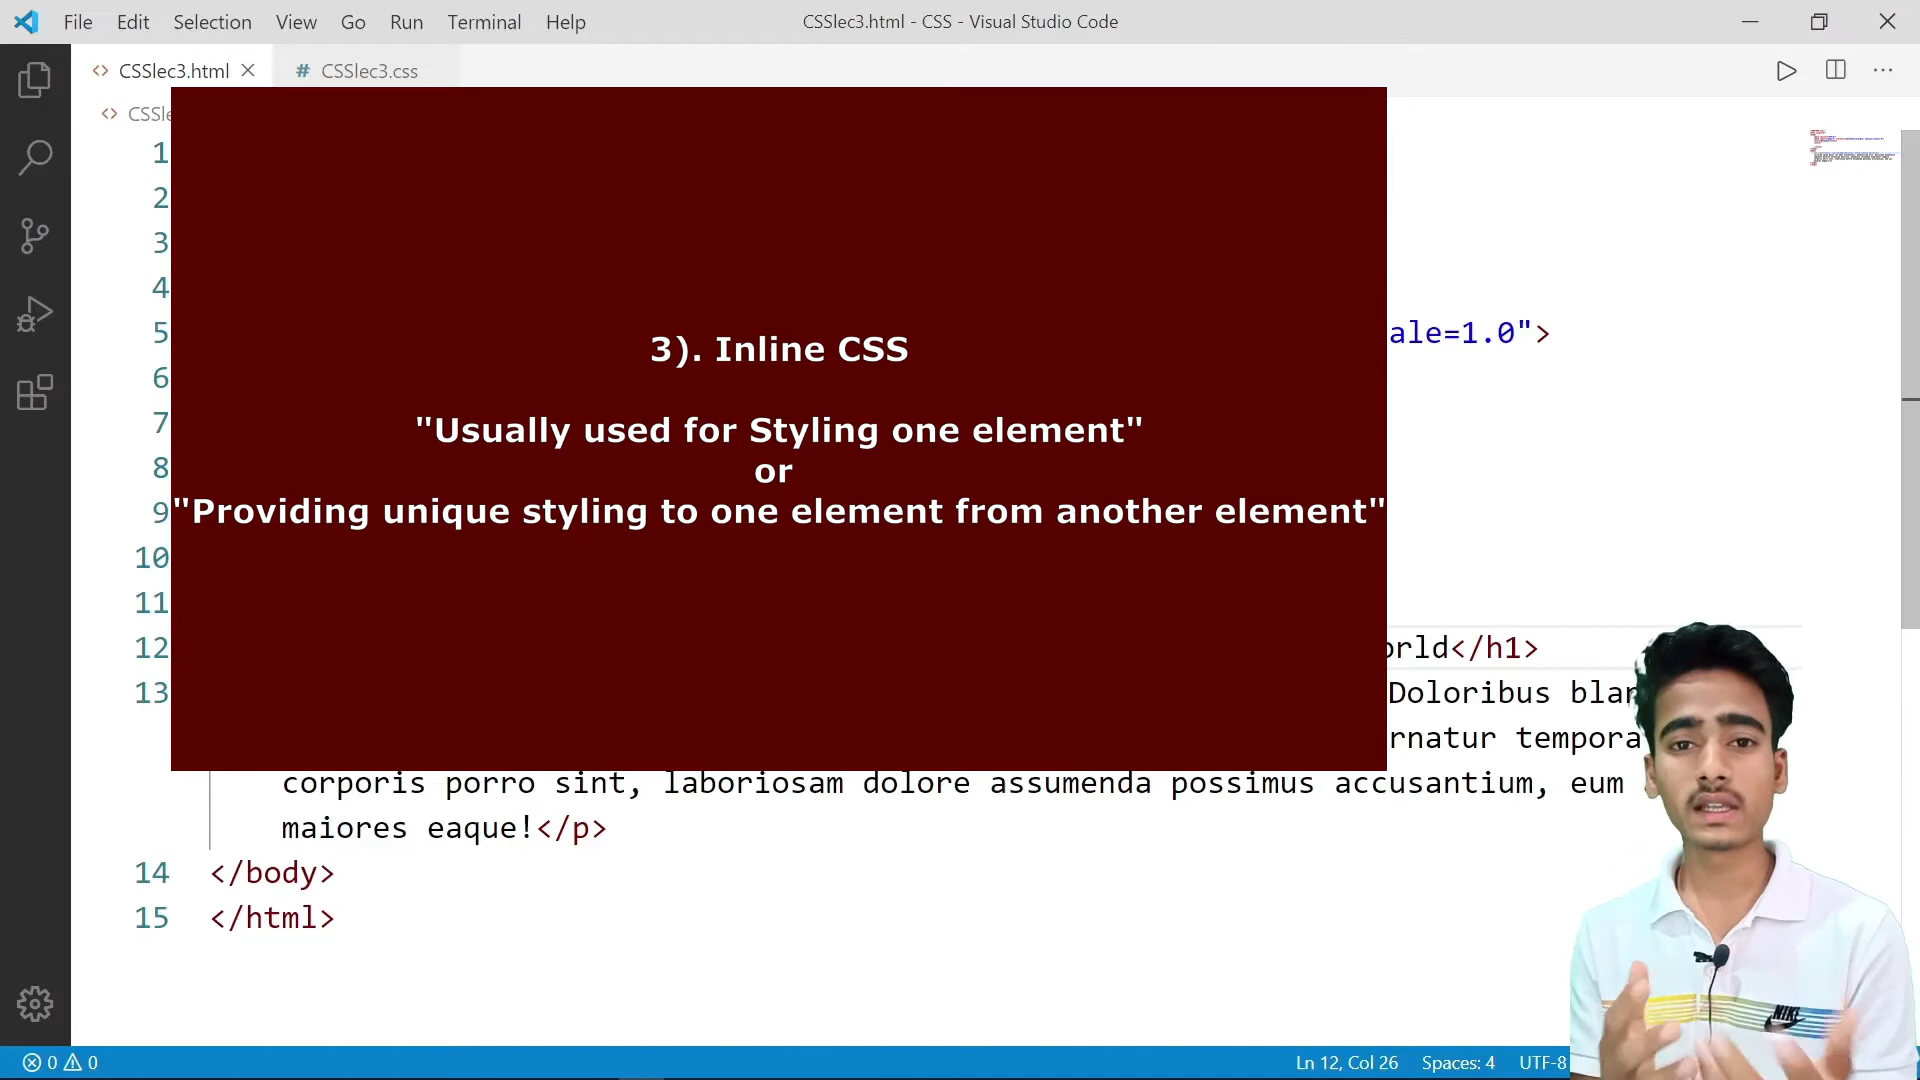 File Edit Selection View Go Run Terminal Help CSSlec3.html - CSS - Visual Studio Code
<> CSSlec3.html # CSSlec3.css
<> CSSle
1
2
3
4
5 ale=1.0">
6
7
8
9
10
11
12 orld</h1>
13 Doloribus blan
rnatur tempora
corporis porro sint, laboriosam dolore assumenda possimus accusantium, eum
maiores eaque!</p>
14 </body>
15 </html>
3). Inline CSS
"Usually used for Styling one element"
or
"Providing unique styling to one element from another element"
NIKE
0 0 Ln 12, Col 26 Spaces: 4 UTF-8